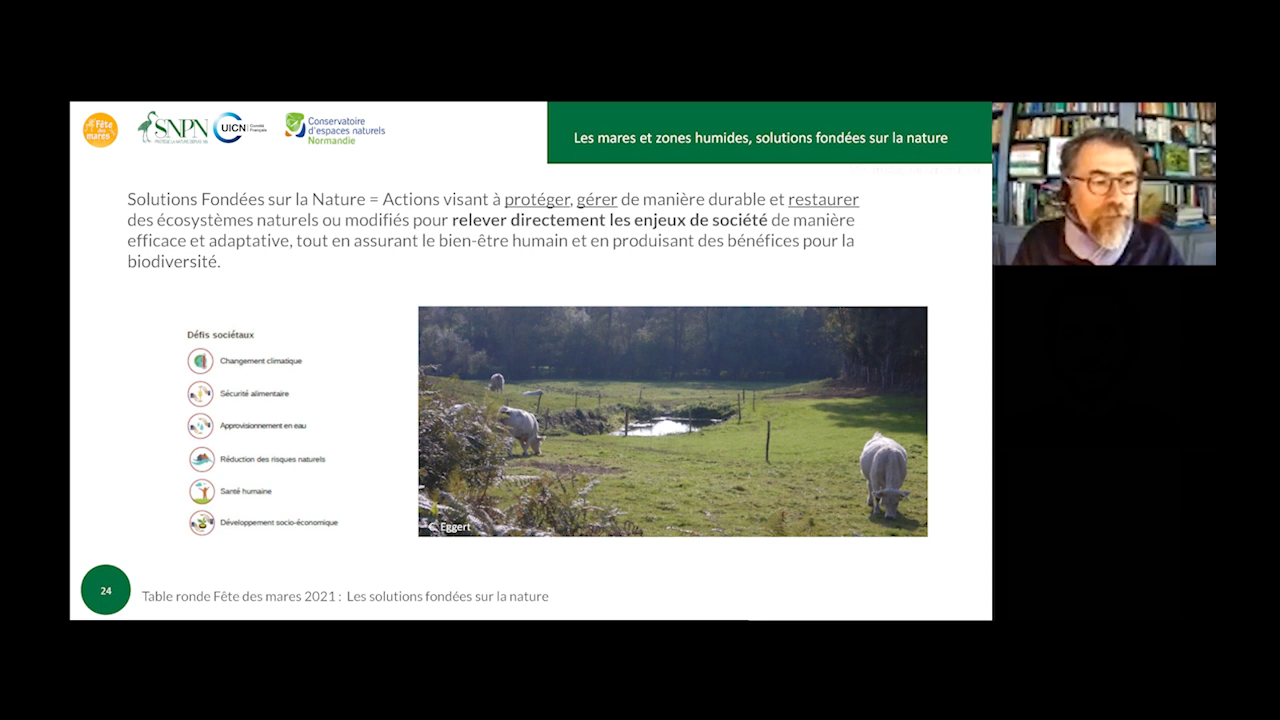 Fête
des
mares
SNPN
PROTÈGE LA NATURE DEPUIS 1854
UICN
Comité
Français
Conservatoire
d'espaces naturels
Normandie
Les mares et zones humides, solutions fondées sur la nature
Solutions Fondées sur la Nature = Actions visant à protéger, gérer de manière durable et restaurer
des écosystèmes naturels ou modifiés pour relever directement les enjeux de société de manière
efficace et adaptative, tout en assurant le bien-être humain et en produisant des bénéfices pour la
biodiversité.
Défis sociétaux
Changement climatique
Sécurité alimentaire
Approvisionnement en eau
Réduction des risques naturels
Santé humaine
Développement socio-économique
C. Eggert
24
Table ronde Fête des mares 2021 : Les solutions fondées sur la nature